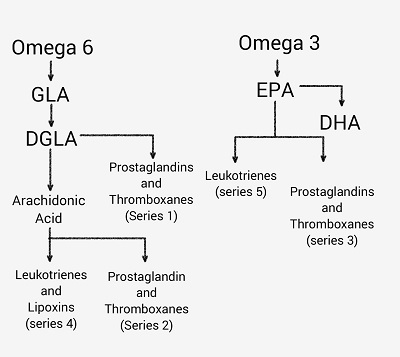 Omega 6
GLA
DGLA
Prostaglandins
and
Thromboxanes
(Series 1)
Arachidonic
Acid
Leukotrienes
and
Lipoxins
(series 4)
Prostaglandin
and
Thromboxanes
(Series 2)
Omega 3
EPA
DHA
Leukotrienes
(series 5)
Prostaglandins
and
Thromboxanes
(series 3)